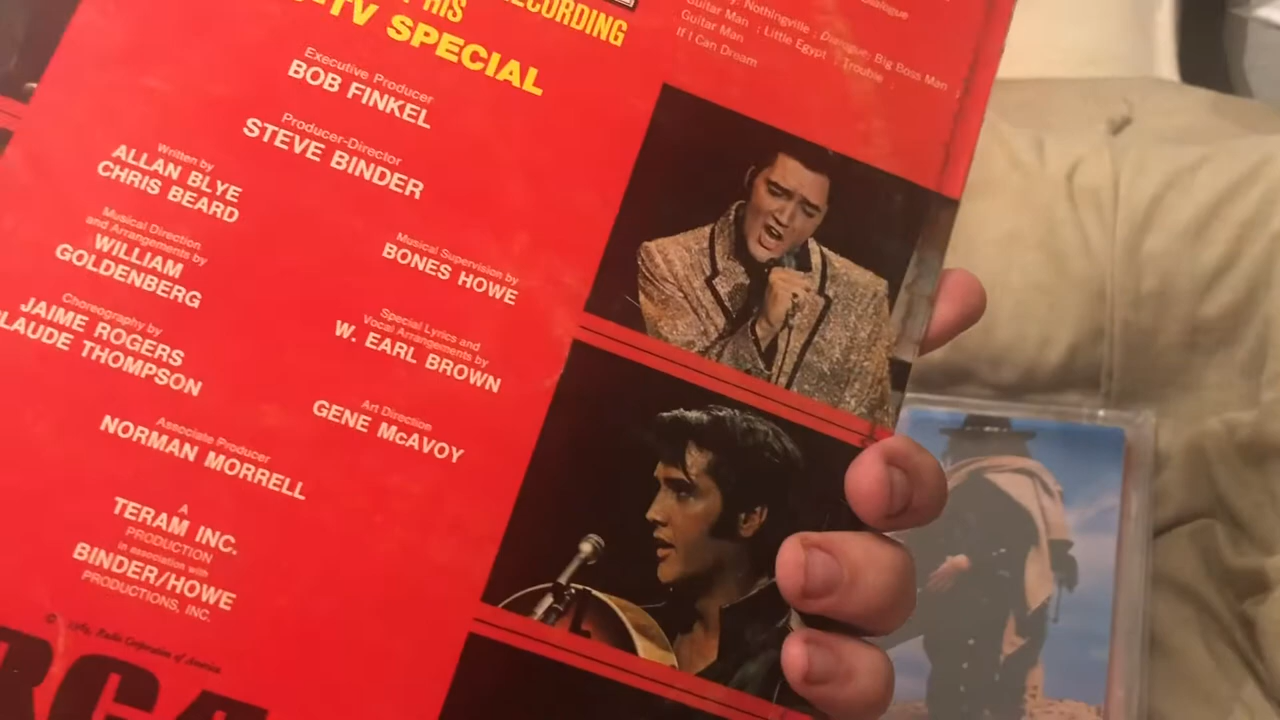 HIS
RECORDING
TV SPECIAL
Nothingville
Big Boss Man
Guitar Man ; Little Egypt ; Trouble ;
Guitar Man
If I Can Dream
Executive Producer
BOB FINKEL
Producer-Director
STEVE BINDER
Written by
ALLAN BLYE
CHRIS BEARD
Musical Direction
and Arrangements by
WILLIAM
GOLDENBERG
Musical Supervision by
BONES HOWE
Choreography by
JAIME ROGERS
LAUDE THOMPSON
Special Lyrics and
Vocal Arrangements by
W. EARL BROWN
Associate Producer
NORMAN MORRELL
Art Direction
GENE McAVOY
A
TERAM INC.
PRODUCTION
in association with
BINDER/HOWE
PRODUCTIONS, INC.
Radio Corporation of America
RCA